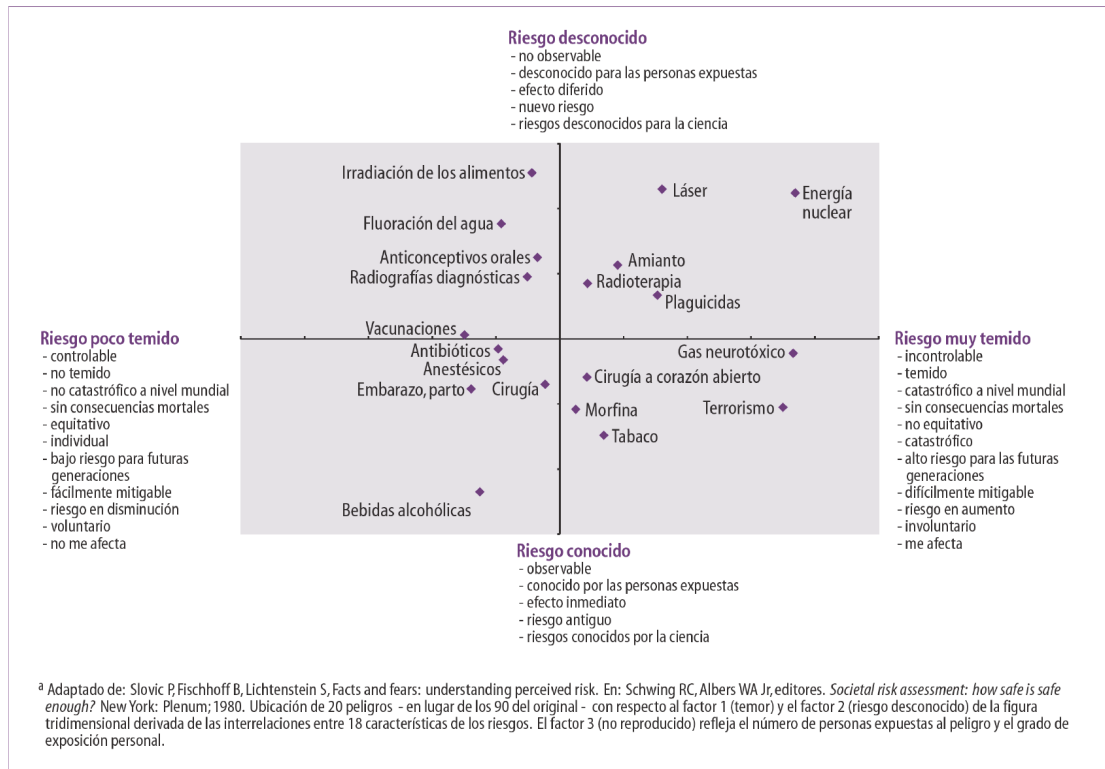 Riesgo desconocido
- no observable
- desconocido para las personas expuestas
- efecto diferido
- nuevo riesgo
- riesgos desconocidos para la ciencia
Irradiación de los alimentos
Láser
Energía
nuclear
Fluoración del agua
Anticonceptivos orales
Amianto
Radiografías diagnósticas
Radioterapia
Plaguicidas
Vacunaciones
Riesgo poco temido
- controlable
- no temido
- no catastrófico a nivel mundial
- sin consecuencias mortales
- equitativo
- individual
- bajo riesgo para futuras
generaciones
- fácilmente mitigable
- riesgo en disminución
- voluntario
- no me afecta
Antibióticos
Anestésicos
Embarazo, parto
Cirugía
Gas neurotóxico
Cirugía a corazón abierto
Morfina
Terrorismo
Tabaco
Bebidas alcohólicas
Riesgo muy temido
- incontrolable
- temido
- catastrófico a nivel mundial
- sin consecuencias mortales
- no equitativo
- catastrófico
- alto riesgo para las futuras
generaciones
- difícilmente mitigable
- riesgo en aumento
- involuntario
- me afecta
Riesgo conocido
- observable
- conocido por las personas expuestas
- efecto inmediato
- riesgo antiguo
- riesgos conocidos por la ciencia
a Adaptado de: Slovic P, Fischhoff B, Lichtenstein S, Facts and fears: understanding perceived risk. En: Schwing RC, Albers WA Jr, editores. Societal risk assessment: how safe is safe
enough? New York: Plenum; 1980. Ubicación de 20 peligros - en lugar de los 90 del original - con respecto al factor 1 (temor) y el factor 2 (riesgo desconocido) de la figura
tridimensional derivada de las interrelaciones entre 18 características de los riesgos. El factor 3 (no reproducido) refleja el número de personas expuestas al peligro y el grado de
exposición personal.